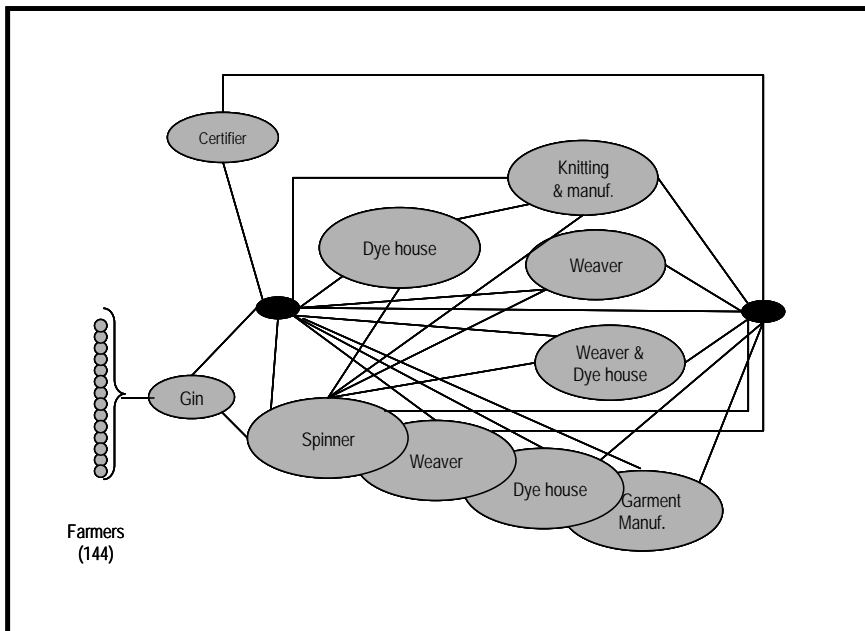 Certifier
Knitting
& manuf.
Dye house
Weaver
Weaver &
Dye house
Gin
Spinner
Weaver
Dye house
Garment
Manuf.
Farmers
(144)